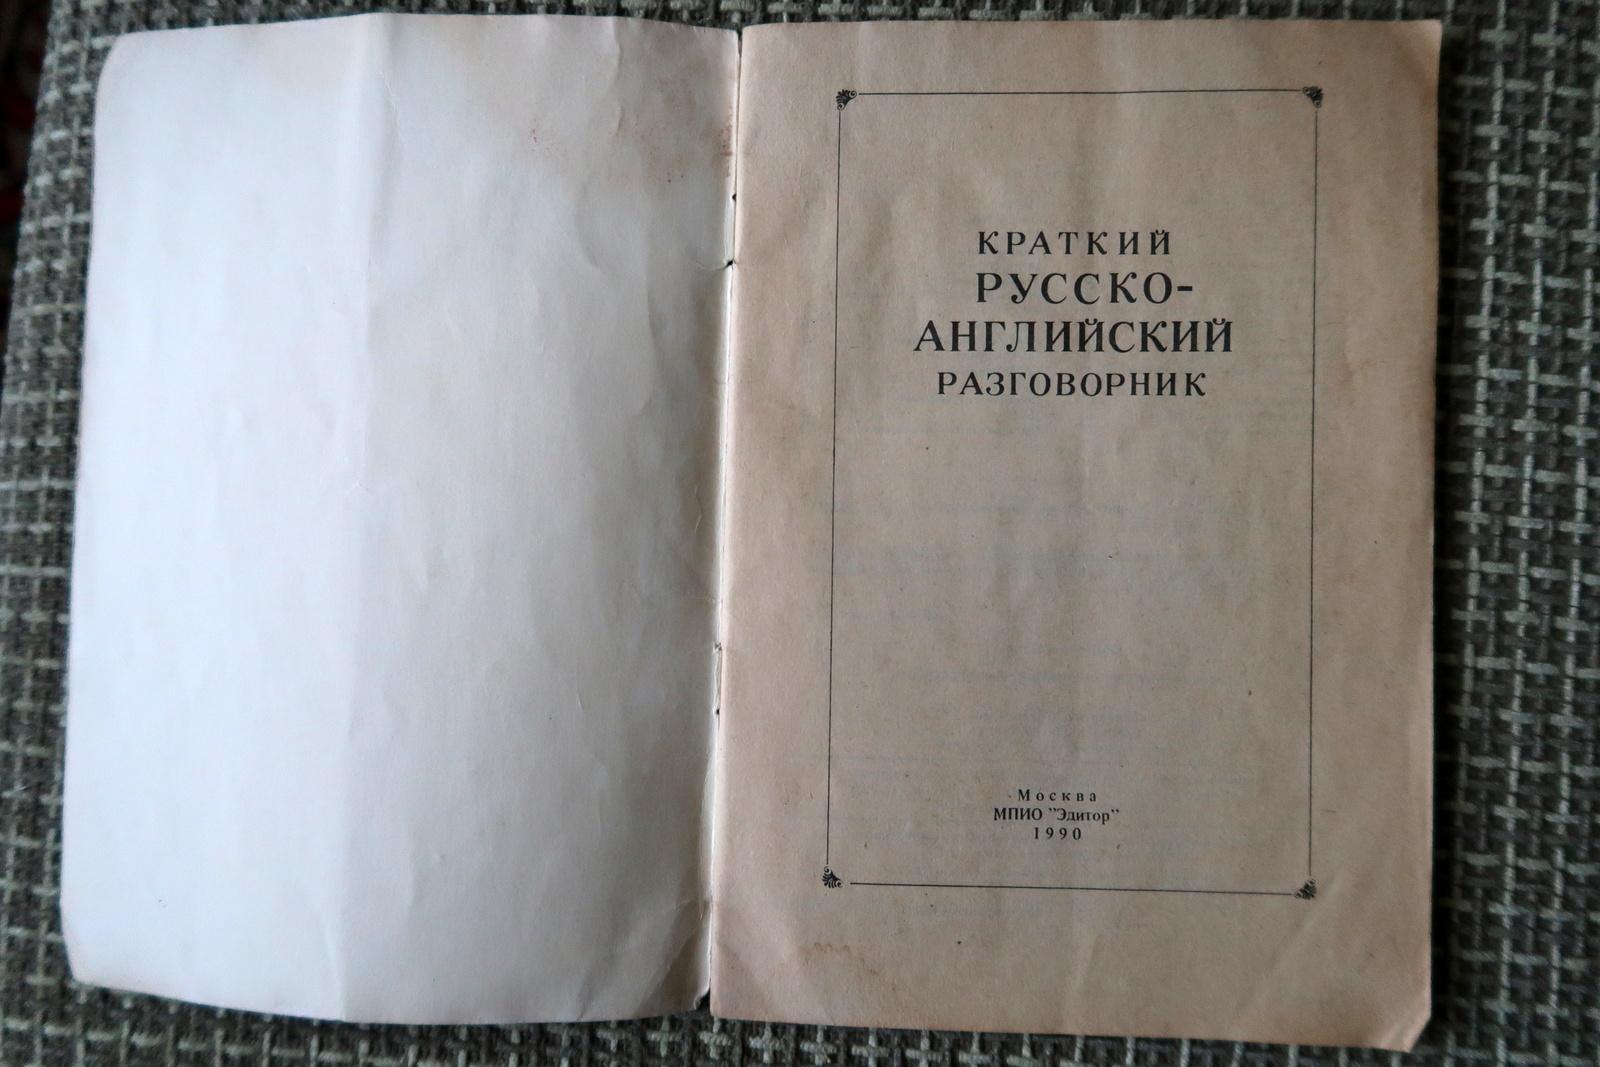 КРАТКИЙ
РУССКО-
АНГЛИЙСКИЙ
РАЗГОВОРНИК
Москва
МПИО "Эдитор"
1990